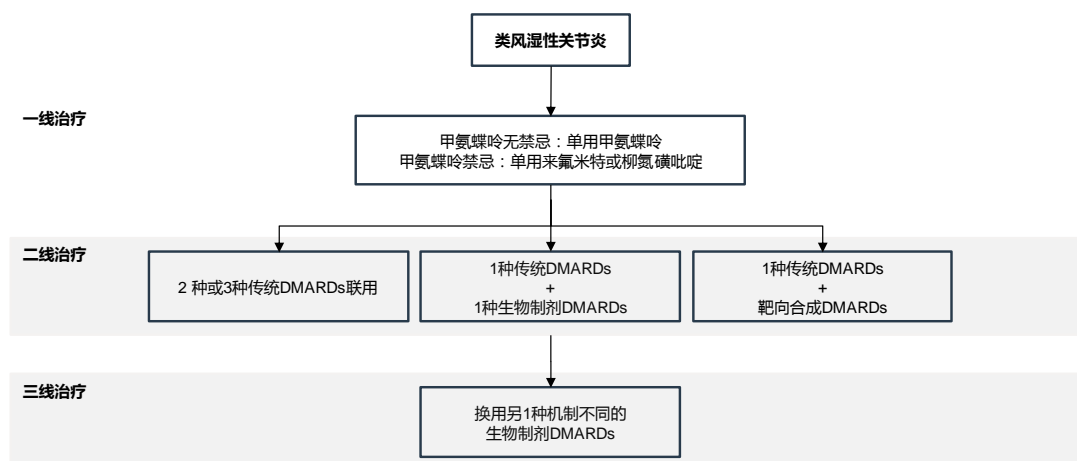 类风湿性关节炎
一线治疗
甲氨蝶呤无禁忌：单用甲氨蝶呤
甲氨蝶呤禁忌：单用来氟米特或柳氮磺吡啶
二线治疗
2 种或3种传统DMARDs联用
1种传统DMARDs
+
1种生物制剂DMARDs
1种传统DMARDs
+
靶向合成DMARDs
三线治疗
换用另1种机制不同的
生物制剂DMARDs